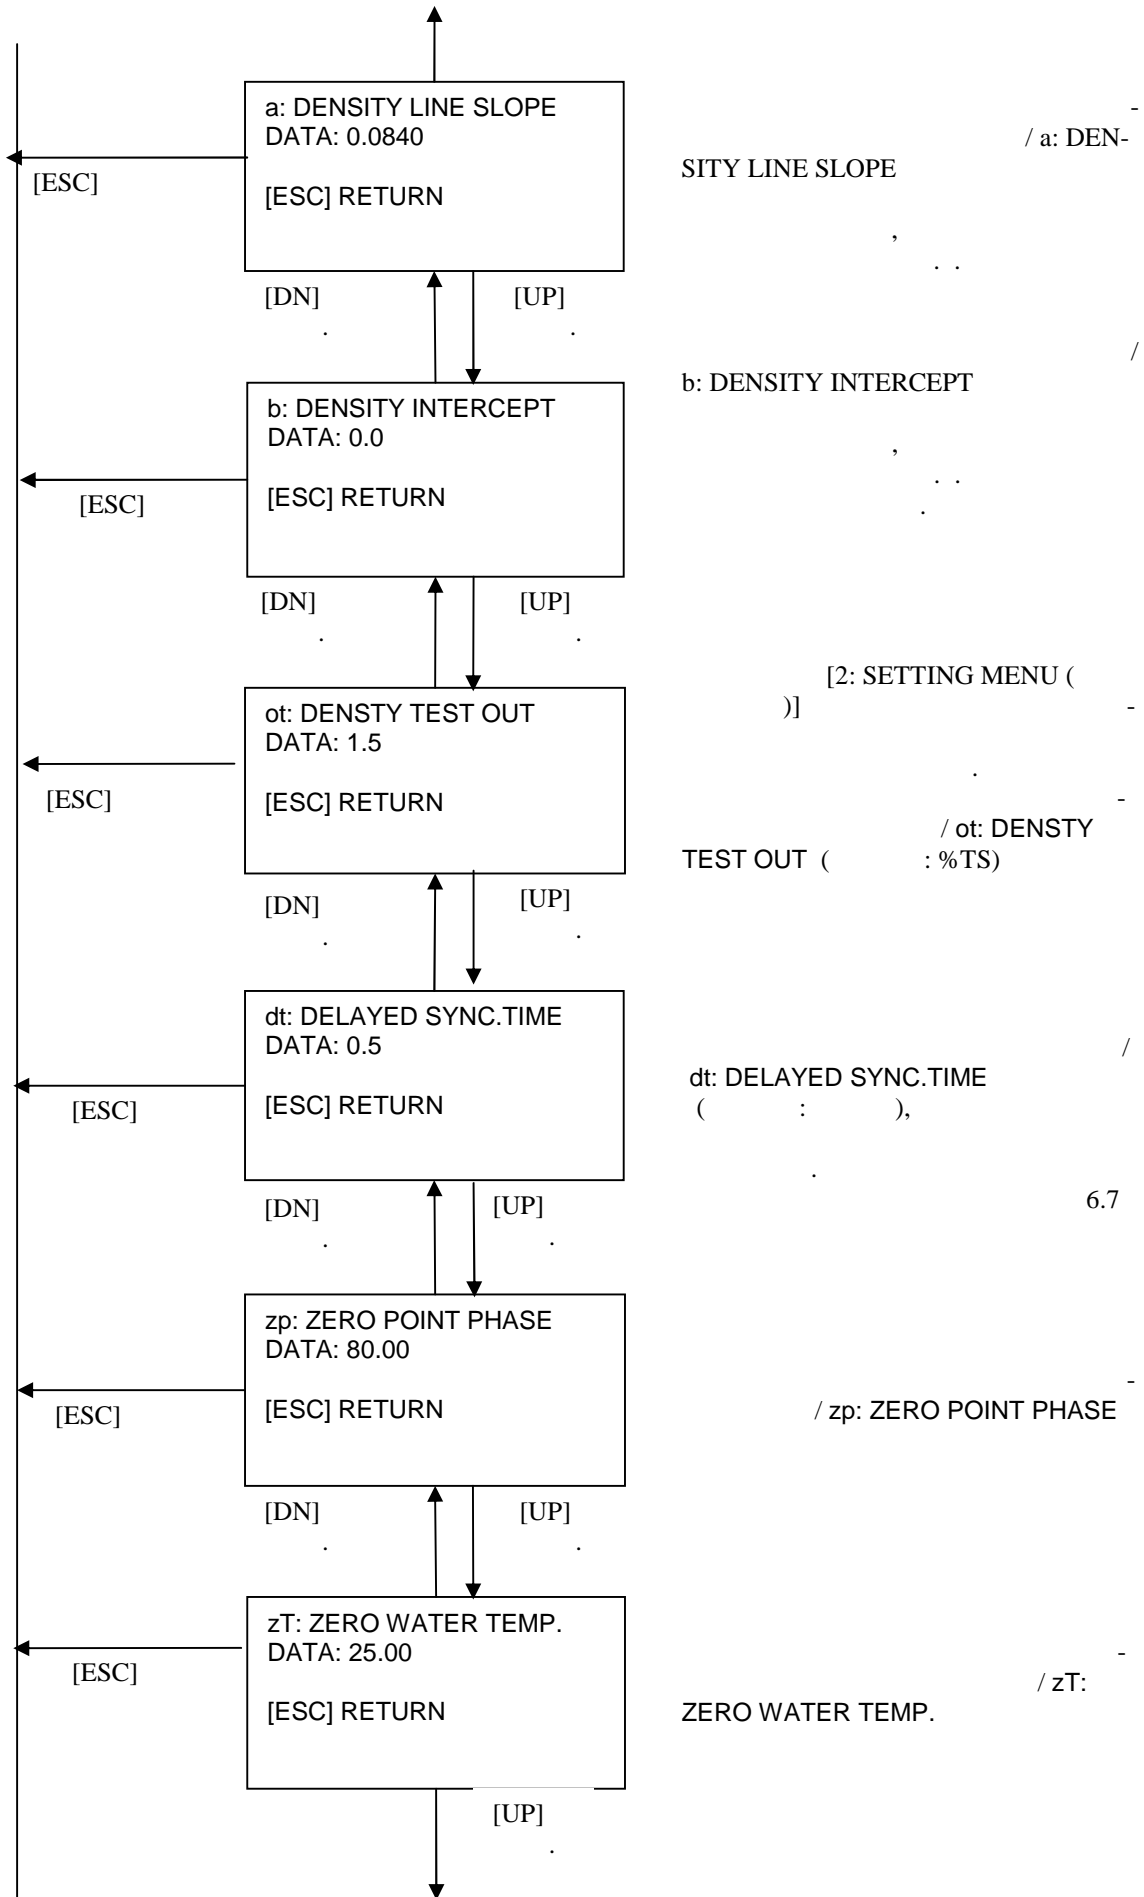 a: DENSITY LINE SLOPE
DATA: 0.0840
[ESC] RETURN
[ESC]
-
/ a: DEN-
SITY LINE SLOPE
,
. .
[DN]
.
[UP]
.
b: DENSITY INTERCEPT
DATA: 0.0
[ESC] RETURN
[ESC]
/
b: DENSITY INTERCEPT
,
. .
.
[DN]
.
[UP]
.
ot: DENSTY TEST OUT
DATA: 1.5
[ESC] RETURN
[ESC]
[2: SETTING MENU (
)] -
.
-
/ ot: DENSTY
TEST OUT ( : %TS)
[DN]
.
[UP]
.
dt: DELAYED SYNC.TIME
DATA: 0.5
[ESC] RETURN
[ESC]
/
dt: DELAYED SYNC.TIME
( : ),
.
6.7
[DN]
.
[UP]
.
zp: ZERO POINT PHASE
DATA: 80.00
[ESC] RETURN
[ESC]
-
/ zp: ZERO POINT PHASE
[DN]
.
[UP]
.
zT: ZERO WATER TEMP.
DATA: 25.00
[ESC] RETURN
[ESC]
-
/ zT:
ZERO WATER TEMP.
[UP]
.